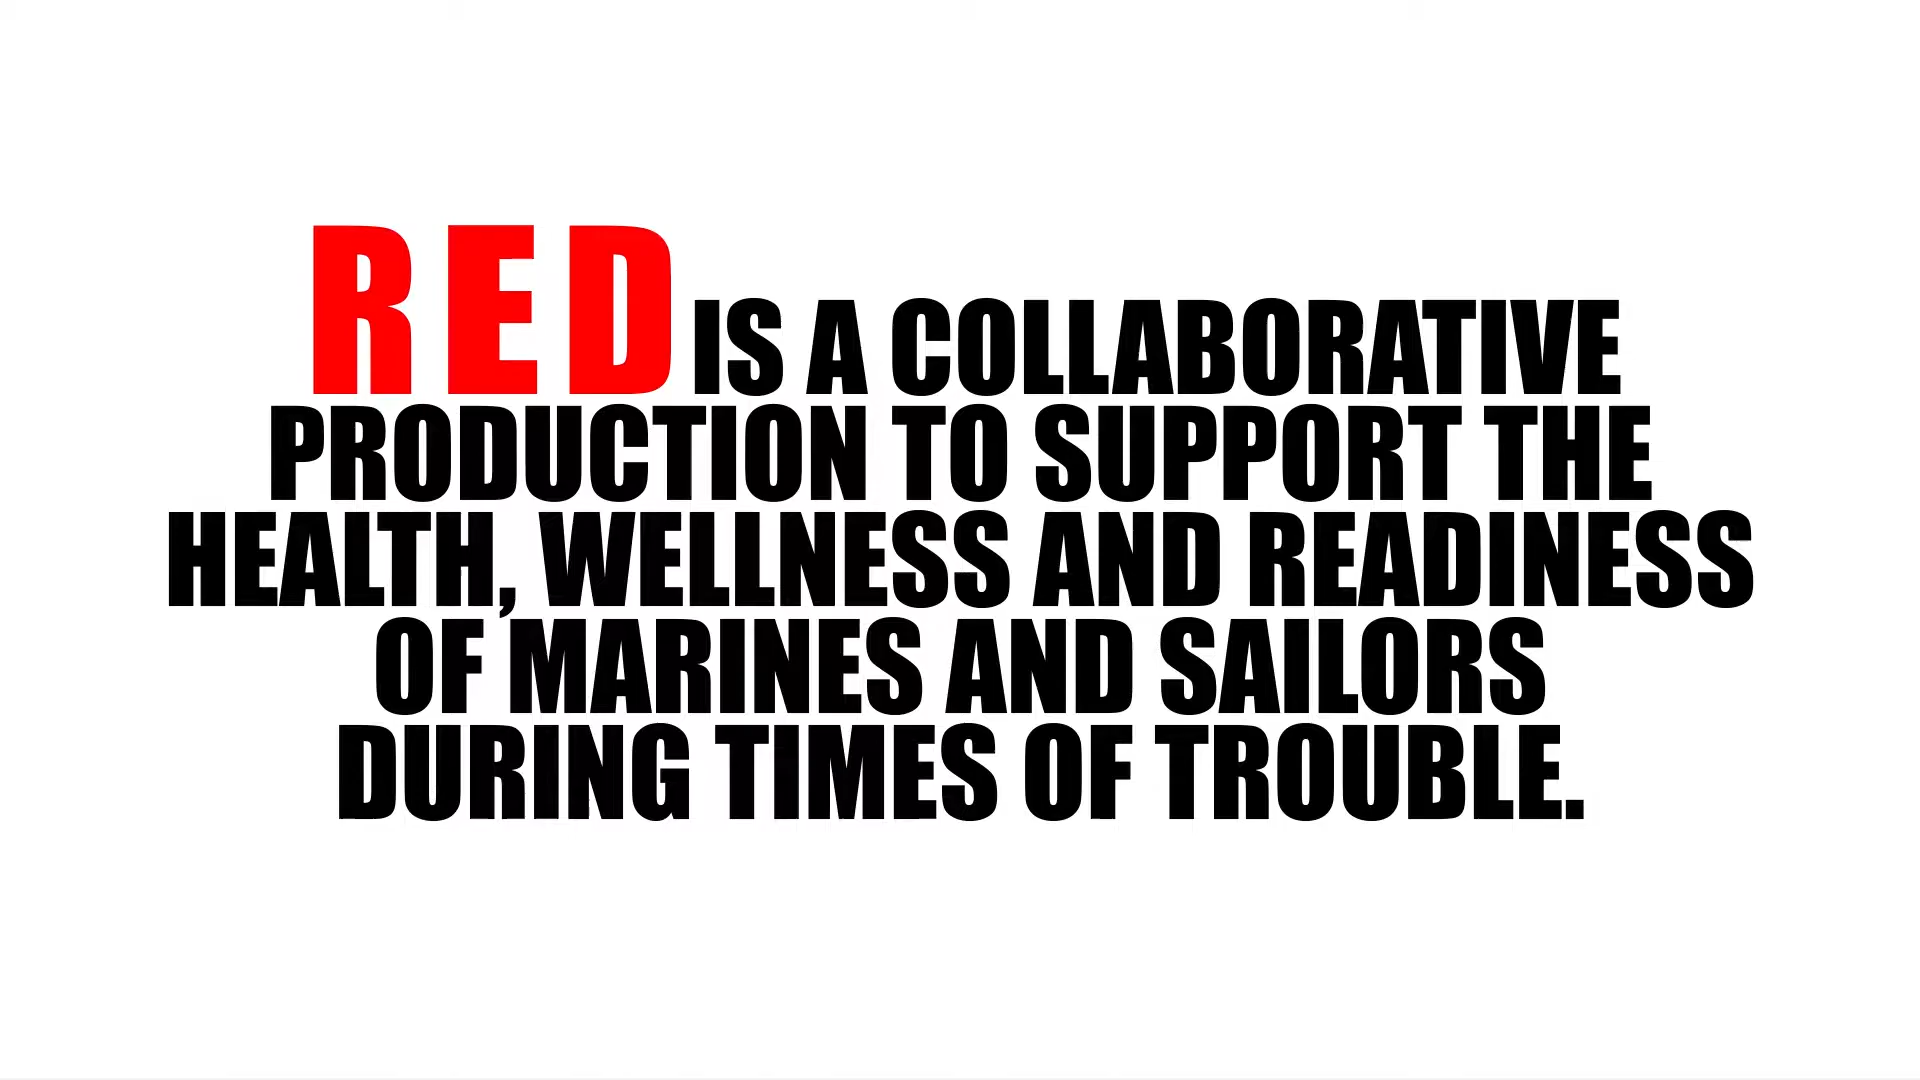 RED IS A COLLABORATIVE
PRODUCTION TO SUPPORT THE
HEALTH, WELLNESS AND READINESS
OF MARINES AND SAILORS
DURING TIMES OF TROUBLE.